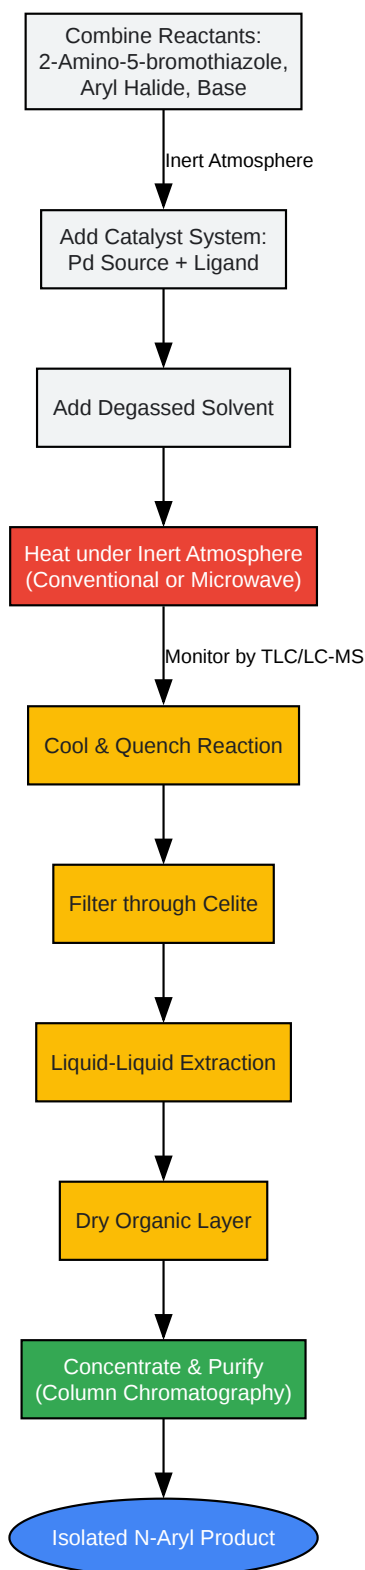 Combine Reactants:
2-Amino-5-bromothiazole,
Aryl Halide, Base
Inert Atmosphere
Add Catalyst System:
Pd Source + Ligand
Add Degassed Solvent
Heat under Inert Atmosphere
(Conventional or Microwave)
Monitor by TLC/LC-MS
Cool & Quench Reaction
Filter through Celite
Liquid-Liquid Extraction
Dry Organic Layer
Concentrate & Purify
(Column Chromatography)
Isolated N-Aryl Product